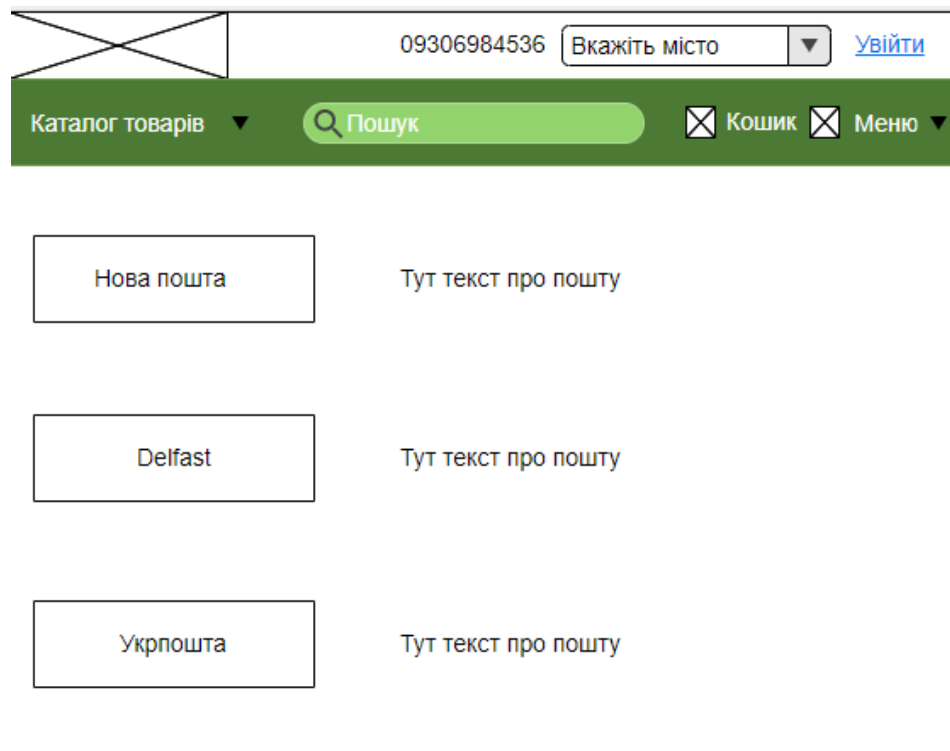 09306984536 Вкажіть місто Увійти
Каталог товарів Пошук Кошик Меню
Нова пошта Тут текст про пошту
Delfast Тут текст про пошту
Укрпошта Тут текст про пошту